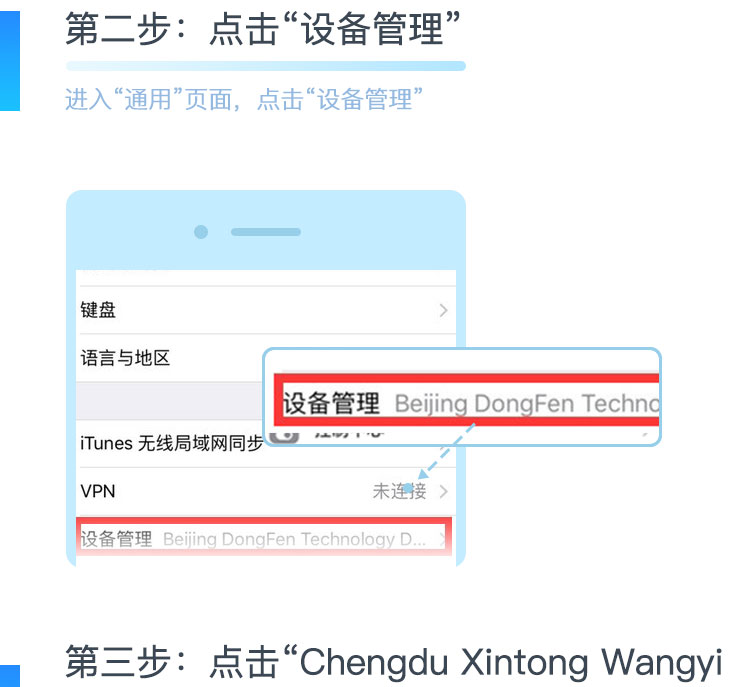 第二步：点击“设备管理”
进入“通用”页面，点击“设备管理”
键盘
语言与地区
设备管理 Beijing DongFen Techno
iTunes 无线局域网同步
VPN 未连接
设备管理 Beijing DongFen Technology D...
第三步：点击“Chengdu Xintong Wangyi